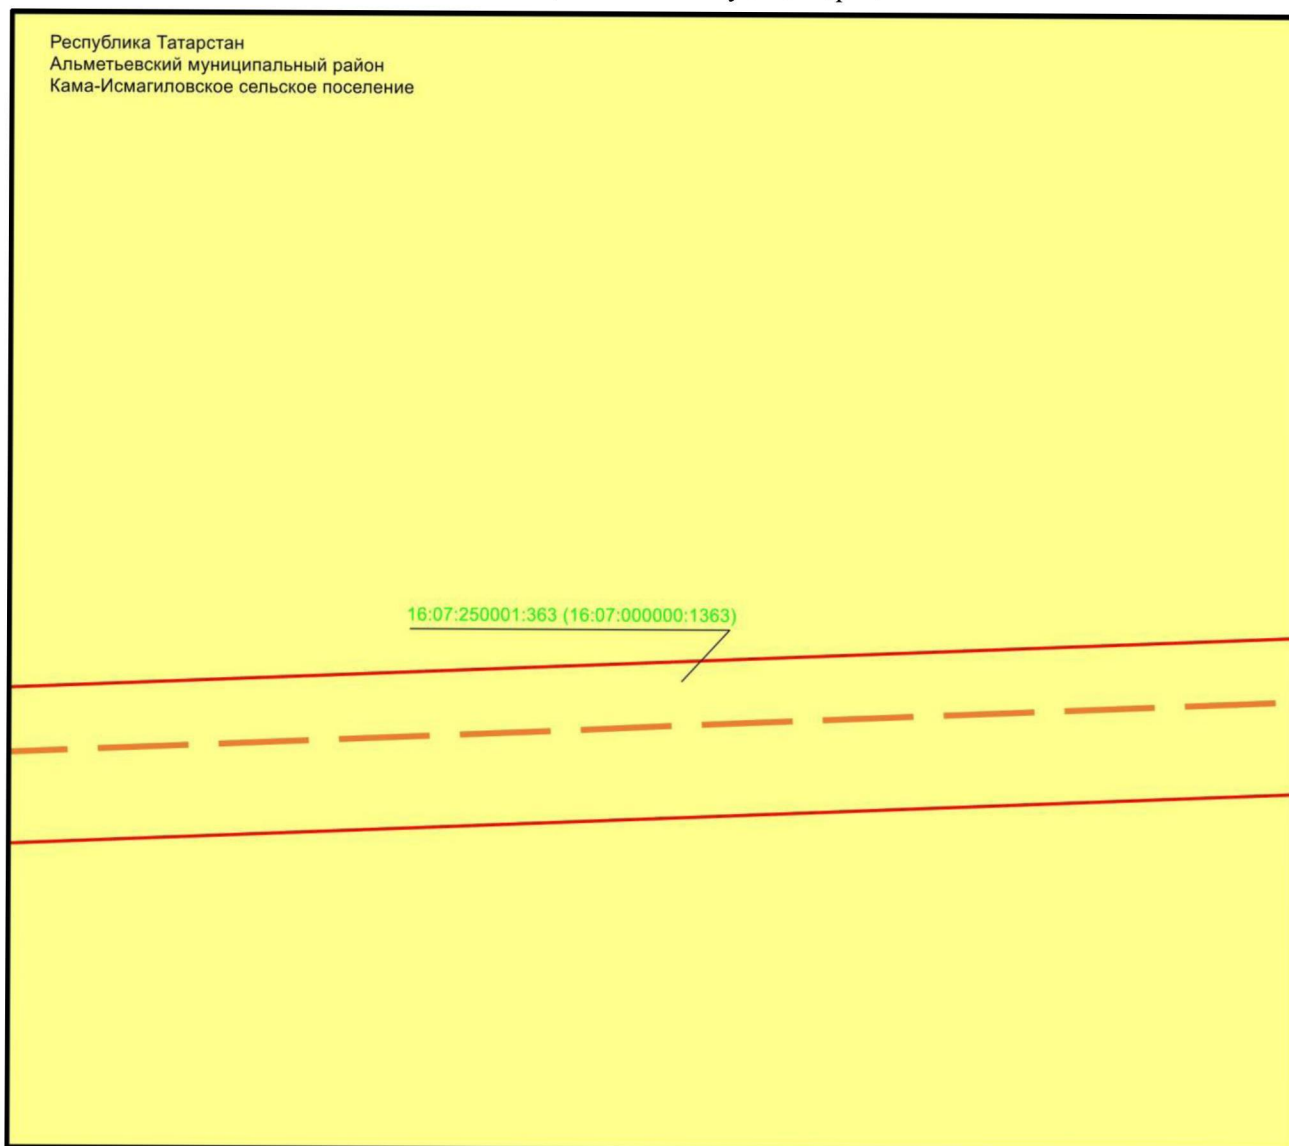 Республика Татарстан
Альметьевский муниципальный район
Кама-Исмагиловское сельское поселение
16:07:250001:363 (16:07:000000:1363)